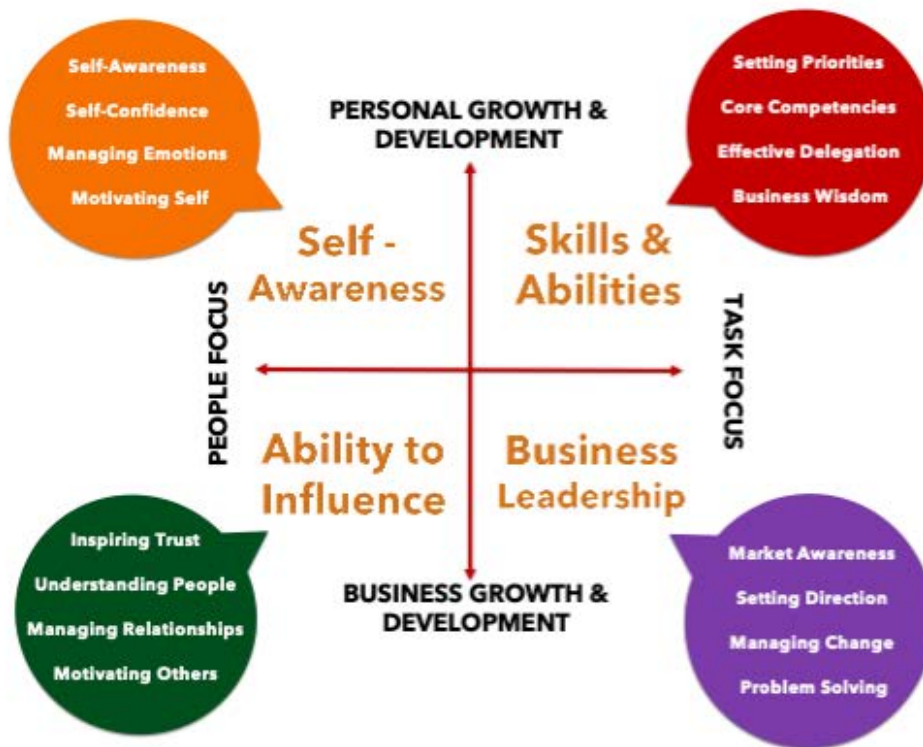 Self-Awareness
Self-Confidence
Managing Emotions
Motivating Self
PERSONAL GROWTH &
DEVELOPMENT
Setting Priorities
Core Competencies
Effective Delegation
Business Wisdom
Self -
Awareness
Skills &
Abilities
PEOPLE FOCUS
TASK FOCUS
Ability to
Influence
Business
Leadership
Inspiring Trust
Understanding People
Managing Relationships
Motivating Others
BUSINESS GROWTH &
DEVELOPMENT
Market Awareness
Setting Direction
Managing Change
Problem Solving